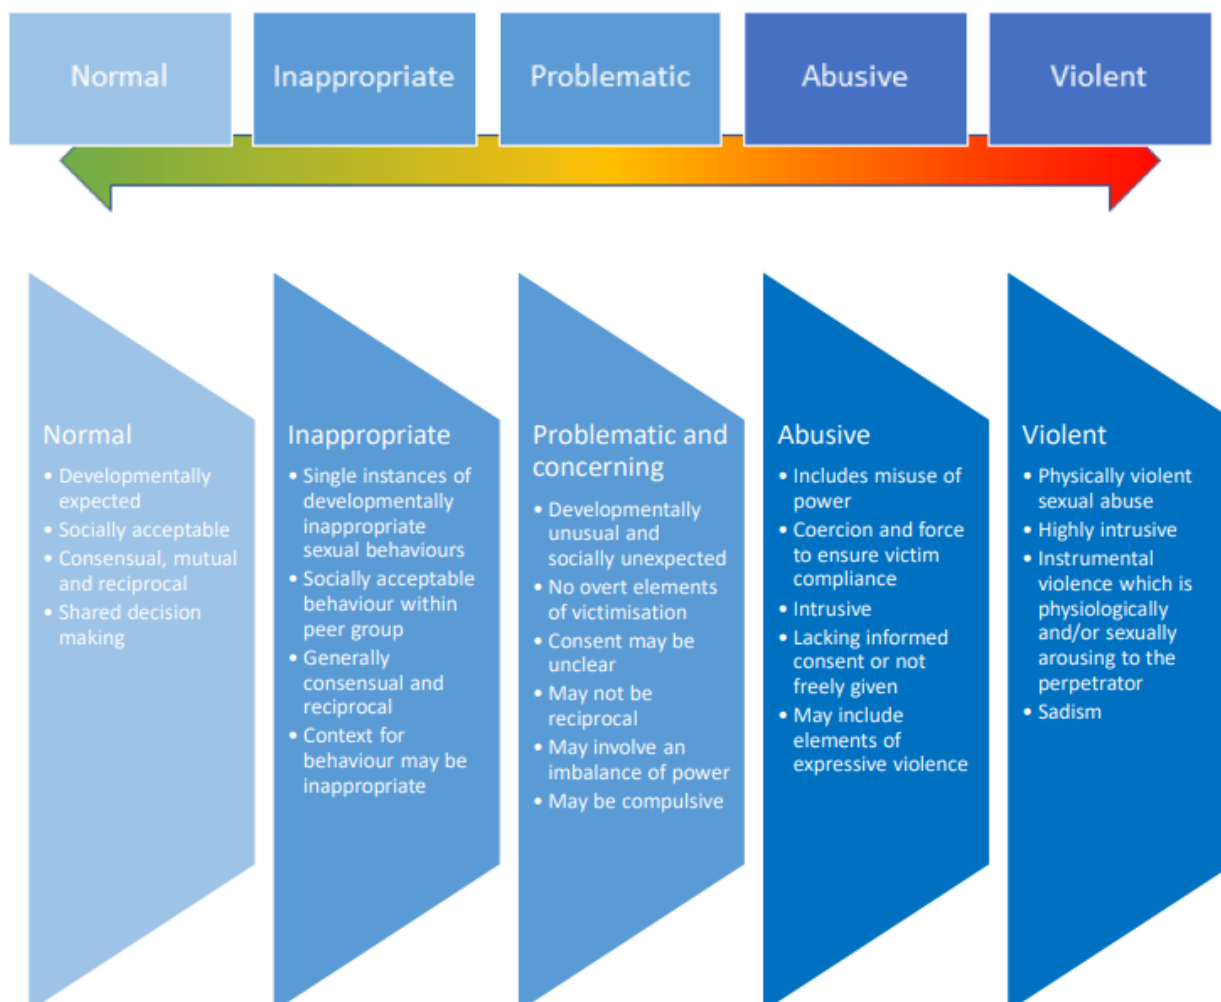 Normal
Inappropriate
Problematic
Abusive
Violent
Normal
• Developmentally
expected
• Socially acceptable
• Consensual, mutual
and reciprocal
• Shared decision
making
Inappropriate
• Single instances of
developmentally
inappropriate
sexual behaviours
• Socially acceptable
behaviour within
peer group
• Generally
consensual and
reciprocal
• Context for
behaviour may be
inappropriate
Problematic and
concerning
• Developmentally
unusual and
socially unexpected
• No overt elements
of victimisation
• Consent may be
unclear
• May not be
reciprocal
• May involve an
imbalance of power
• May be compulsive
Abusive
• Includes misuse of
power
• Coercion and force
to ensure victim
compliance
• Intrusive
• Lacking informed
consent or not
freely given
• May include
elements of
expressive violence
Violent
• Physically violent
sexual abuse
• Highly intrusive
• Instrumental
violence which is
physiologically
and/or sexually
arousing to the
perpetrator
• Sadism